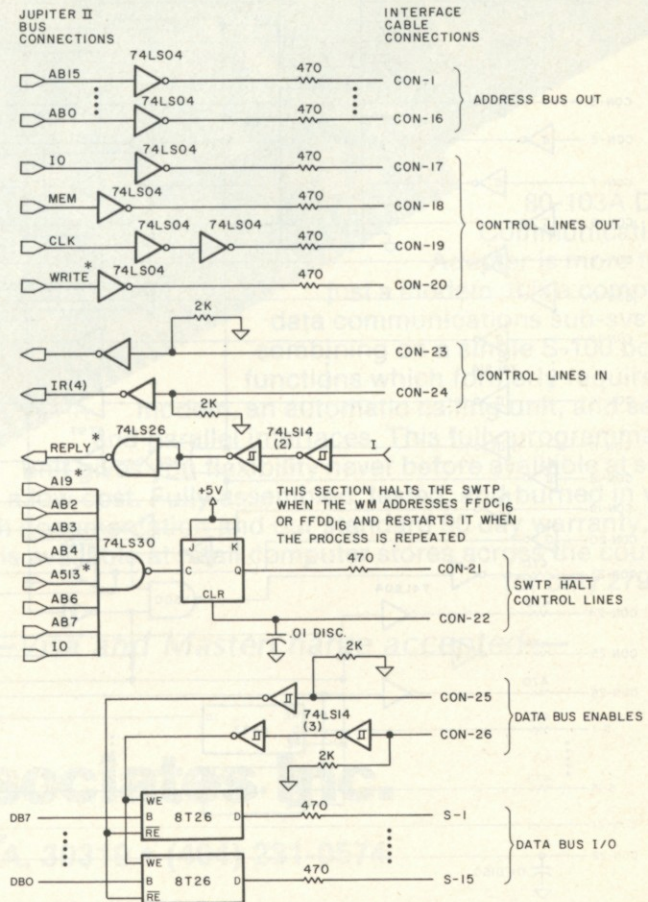 JUPITER II
BUS
CONNECTIONS
INTERFACE
CABLE
CONNECTIONS
AB15
74LS04
470
CON-1
AB0
74LS04
470
CON-16
ADDRESS BUS OUT
IO
74LS04
470
CON-17
MEM
74LS04
470
CON-18
CLK
74LS04
470
CON-19
WRITE*
74LS04
470
CON-20
CONTROL LINES OUT
2K
CON-23
IR(4)
2K
CON-24
CONTROL LINES IN
REPLY*
74LS26
74LS14
(2)
I
A19
AB2
AB3
AB4
A513*
AB6
AB7
IO
74LS30
+5V
J
K
C
Q
CLR
THIS SECTION HALTS THE SWTP
WHEN THE WM ADDRESSES FFDC16
OR FFDD16 AND RESTARTS IT WHEN
THE PROCESS IS REPEATED
470
CON-21
.01 DISC.
CON-22
SWTP HALT
CONTROL LINES
2K
CON-25
74LS14
(3)
CON-26
2K
DATA BUS ENABLES
DB7
WE
B
8T26
D
RE
470
S-1
DB0
WE
B
8T26
D
RE
470
S-15
DATA BUS I/O